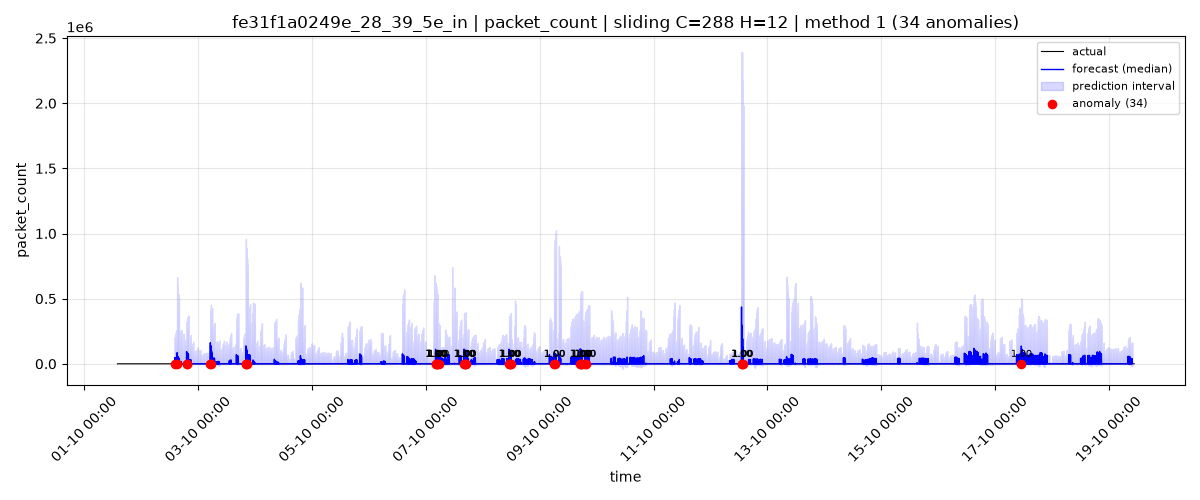 fe31f1a0249e_28_39_5e_in | packet_count | sliding C=288 H=12 | method 1 (34 anomalies)
1e6
actual
forecast (median)
prediction interval
anomaly (34)
2.5
2.0
1.5
1.0
0.5
0.0
packet_count
1.00
1.00
1.00
1.00
01-10 00:00
03-10 00:00
05-10 00:00
07-10 00:00
09-10 00:00
11-10 00:00
13-10 00:00
15-10 00:00
17-10 00:00
19-10 00:00
time